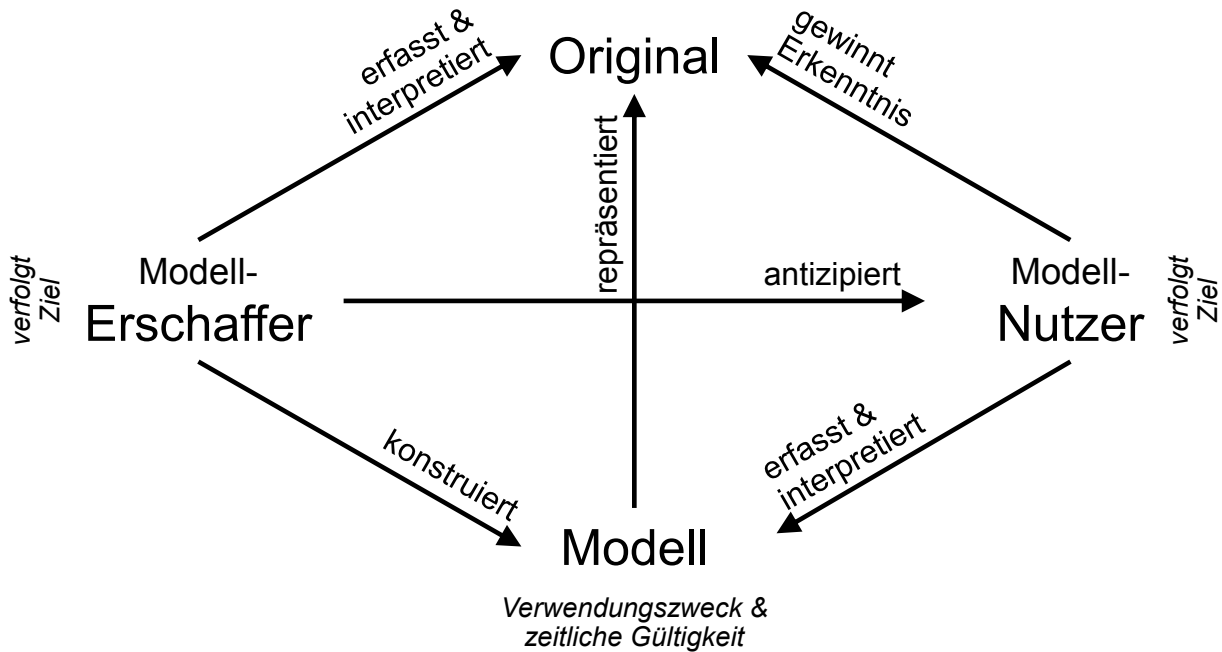 erfasst &
interpretiert
Original
gewinnt
Erkenntnis
repräsentiert
verfolgt
Ziel
Modell-
Erschaffer
antizipiert
Modell-
Nutzer
verfolgt
Ziel
konstruiert
erfasst &
interpretiert
Modell
Verwendungszweck &
zeitliche Gültigkeit